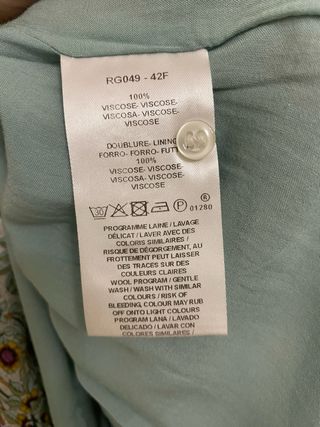 RG049 - 42F
100%
VISCOSE- VISCOSE-
VISCOSA- VISCOSE-
VISCOSE
DOUBLURE- LINING
FORRO- FORRO-
100%
VISCOSE- VISCOSE-
VISCOSA- VISCOSE-
VISCOSE
30
P
®
01280
PROGRAMME LAINE / LAVAGE
DÉLICAT / LAVER AVEC DES
COLORIS SIMILAIRES /
RISQUE DE DÉGORGEMENT, AU
FROTTEMENT PEUT LAISSER
DES TRACES SUR DES
COULEURS CLAIRES
WOOL PROGRAM / GENTLE
WASH / WASH WITH SIMILAR
COLOURS / RISK OF
BLEEDING, COLOUR MAY RUB
OFF ONTO LIGHT COLOURS
PROGRAM LANA / LAVADO
DELICADO / LAVAR CON
COLORES SIMILARES /